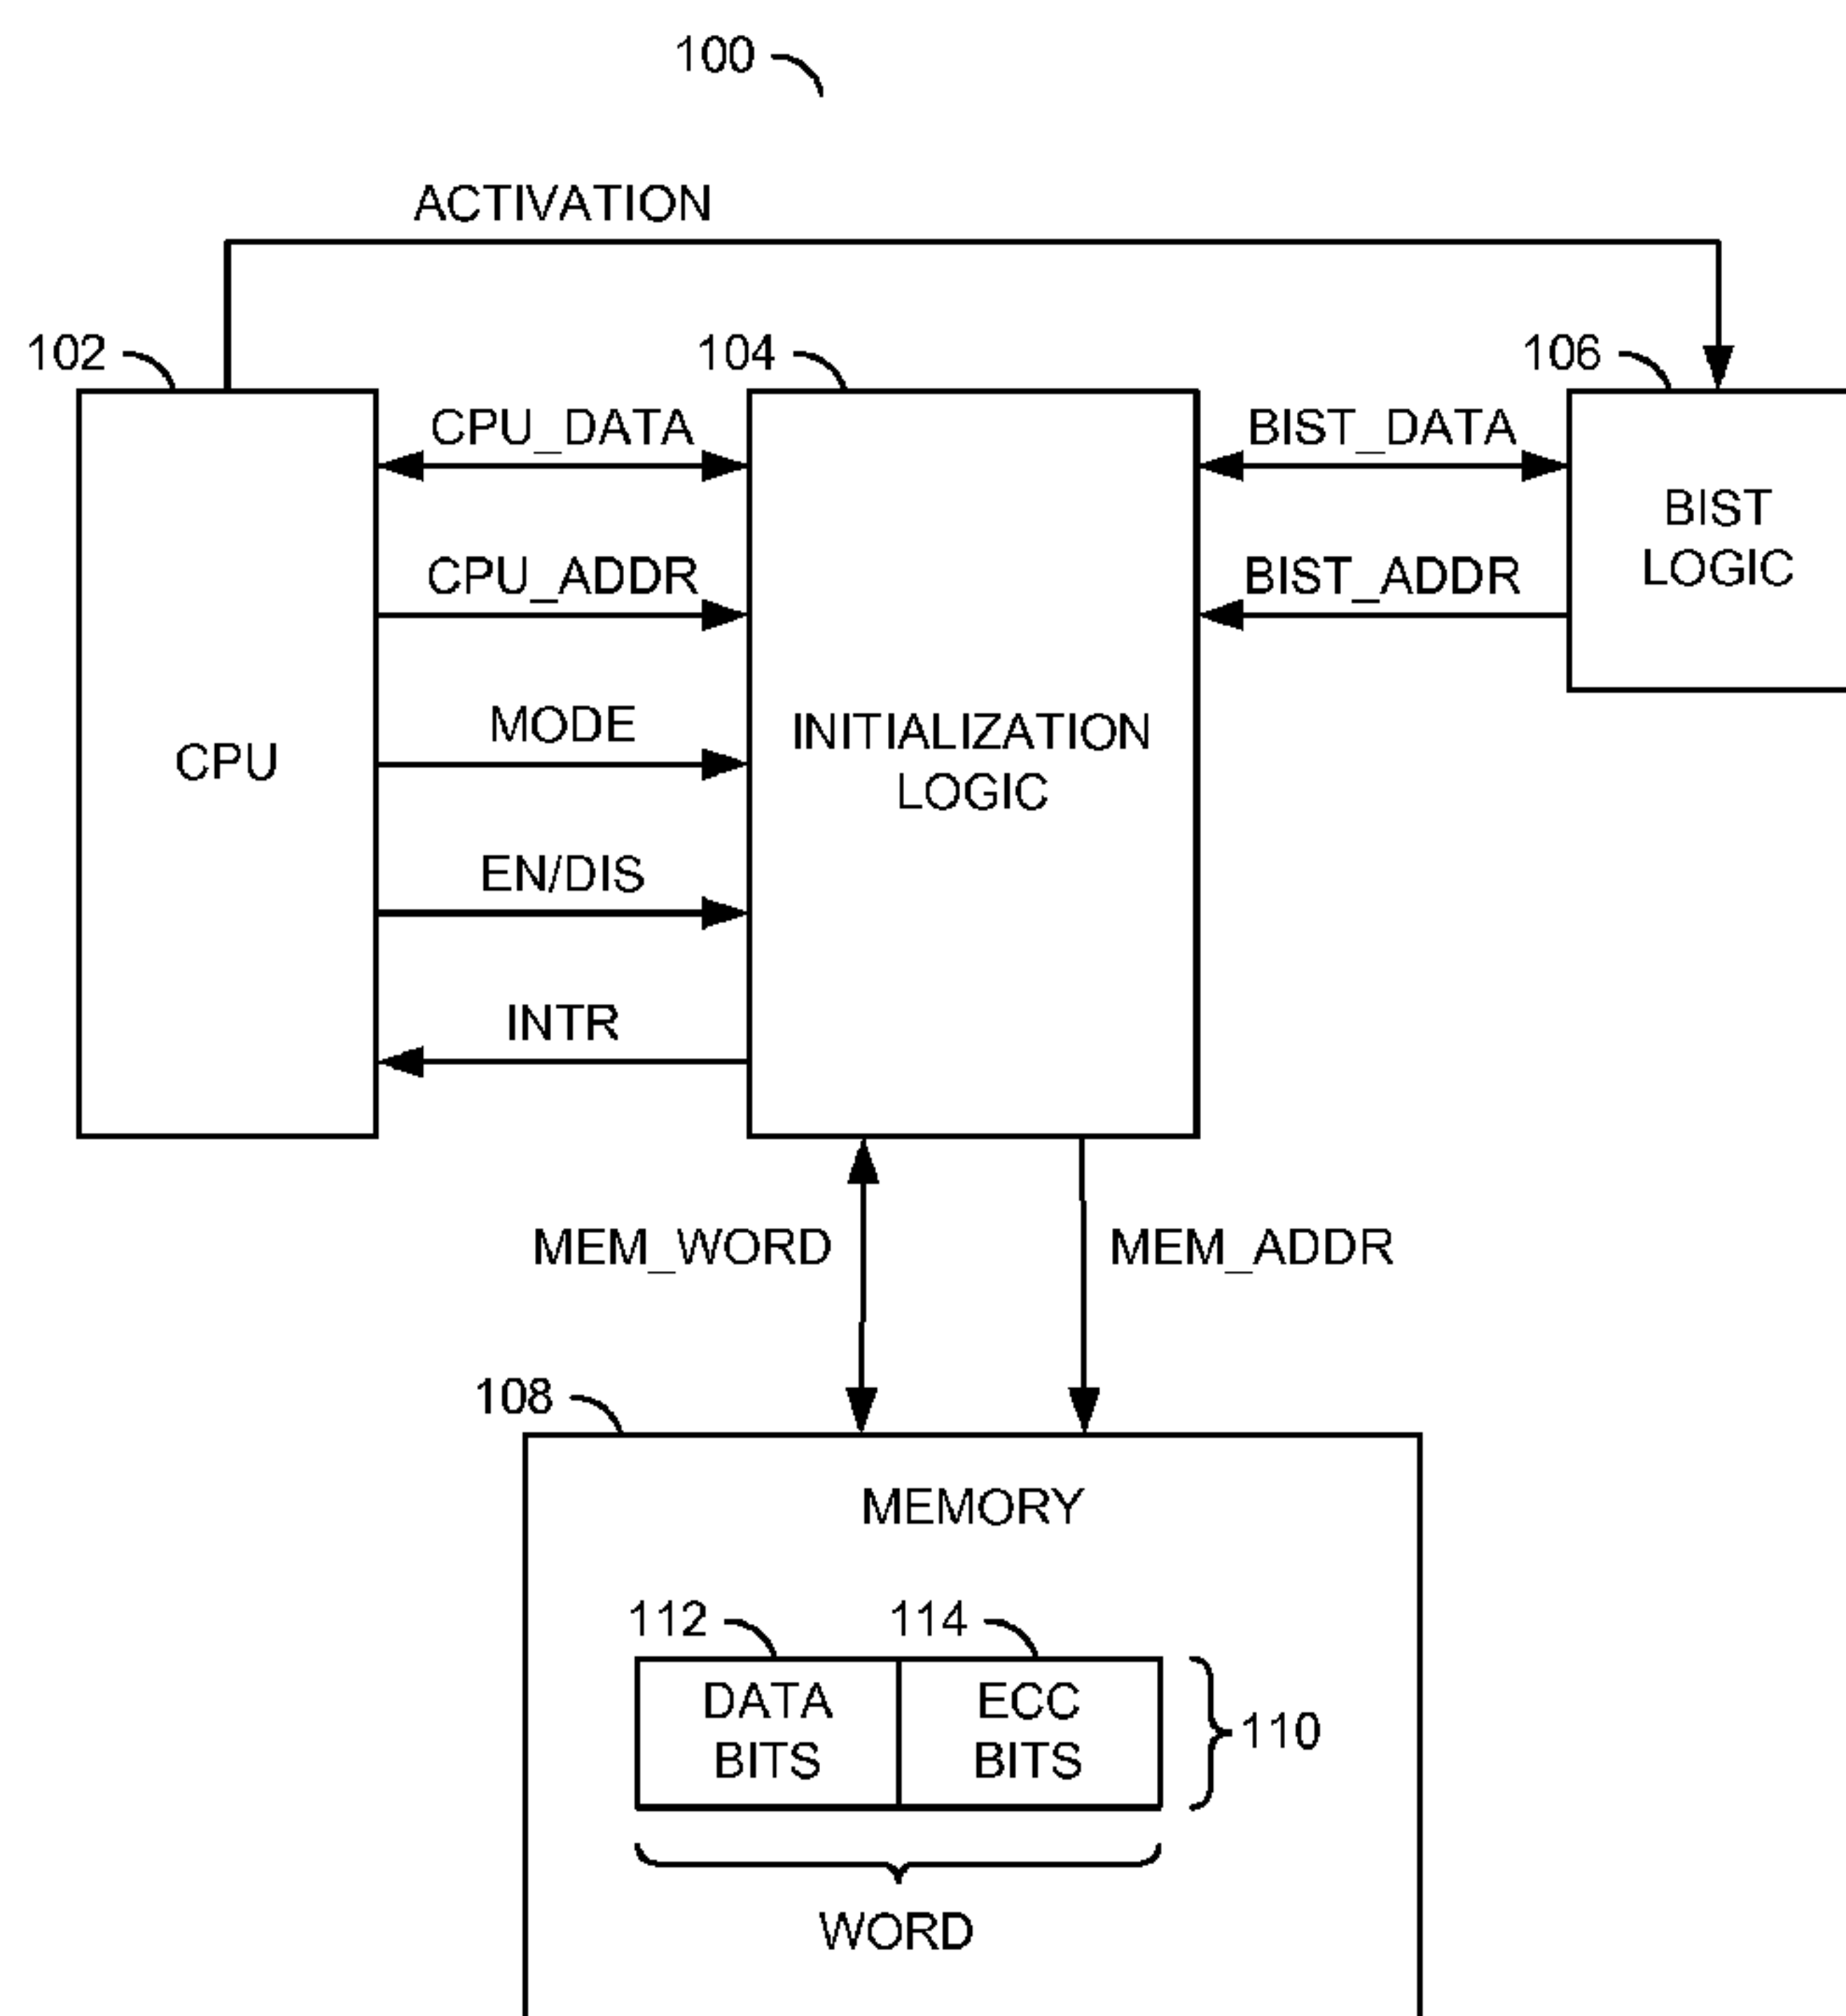 100
ACTIVATION
102
104
106
CPU_DATA
BIST_DATA
BIST
LOGIC
CPU_ADDR
BIST_ADDR
MODE
CPU
INITIALIZATION
LOGIC
EN/DIS
INTR
MEM_WORD
MEM_ADDR
108
MEMORY
112
114
DATA
BITS
ECC
BITS
110
WORD